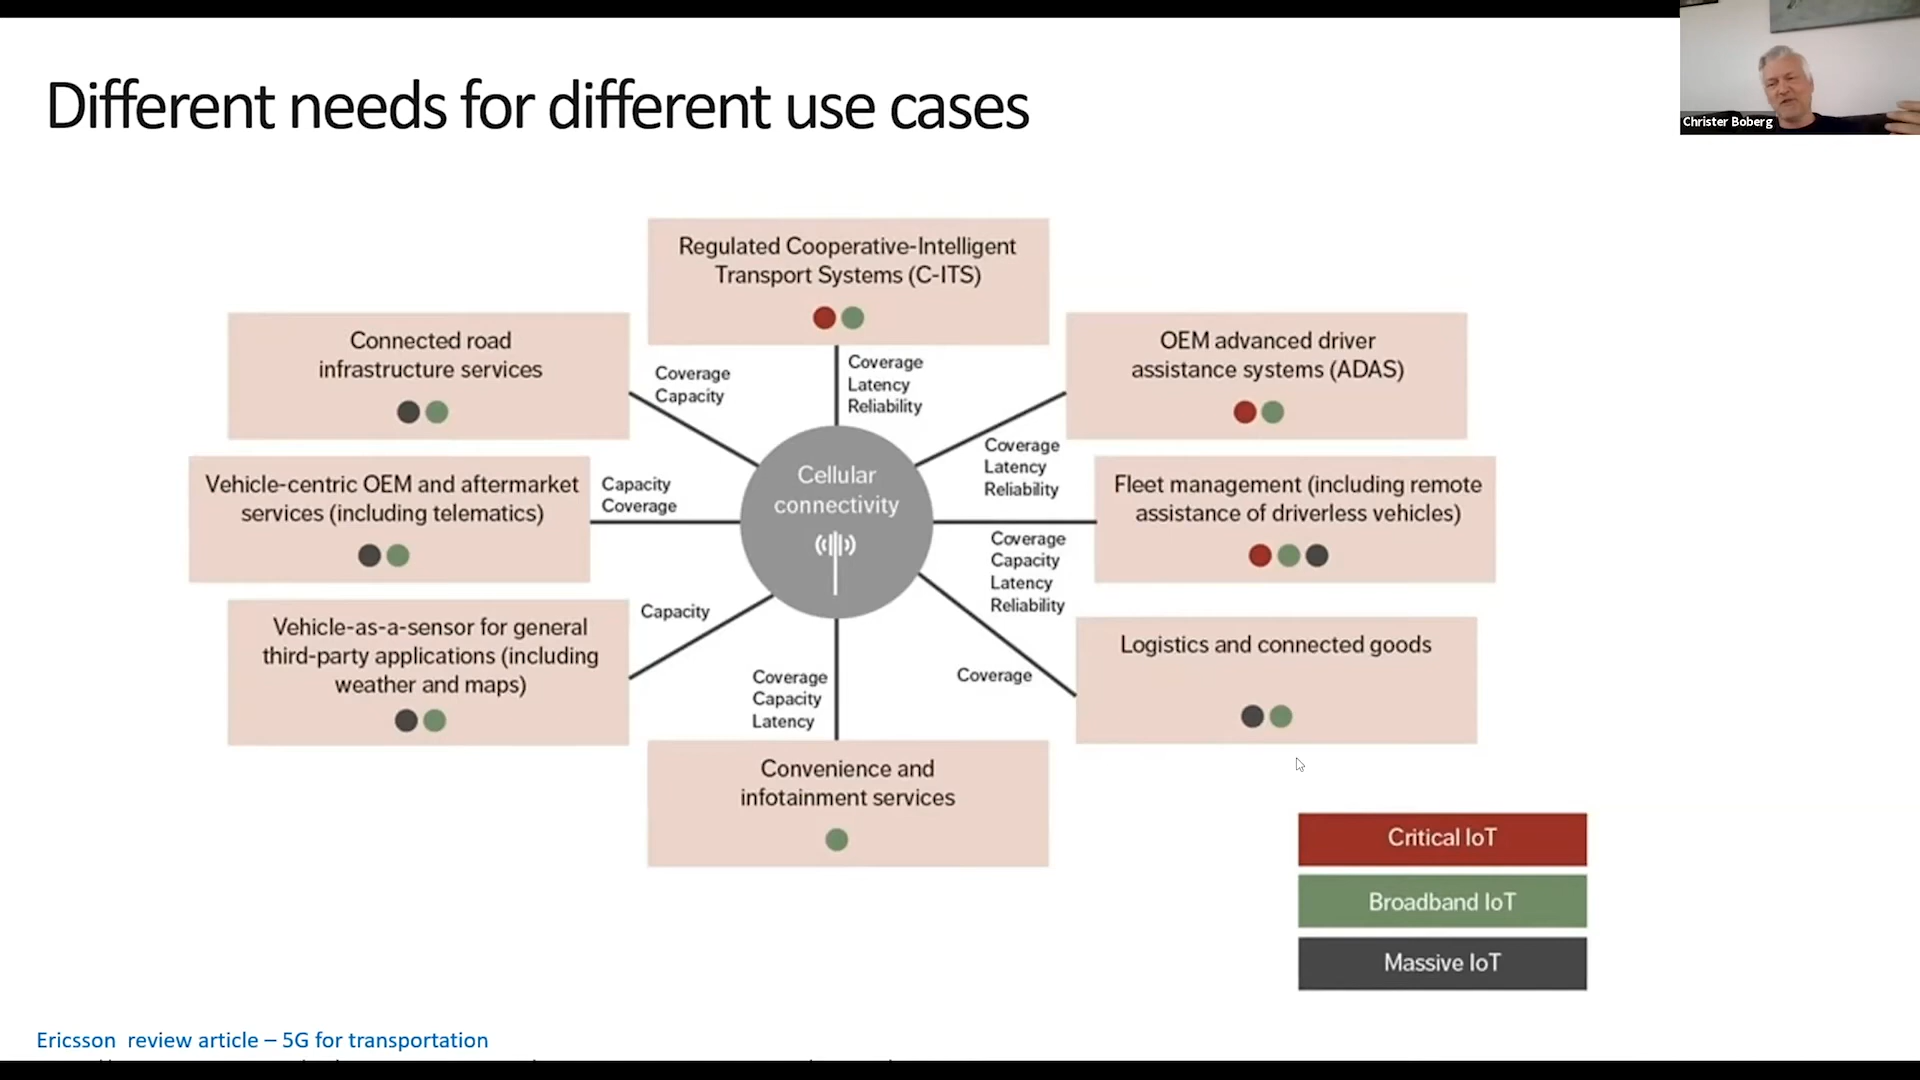 Different needs for different use cases
Christer Boberg
Regulated Cooperative-Intelligent
Transport Systems (C-ITS)
Connected road
infrastructure services
OEM advanced driver
assistance systems (ADAS)
Coverage
Capacity
Coverage
Latency
Reliability
Coverage
Latency
Reliability
Vehicle-centric OEM and aftermarket
services (including telematics)
Capacity
Coverage
Cellular
connectivity
Fleet management (including remote
assistance of driverless vehicles)
Coverage
Capacity
Latency
Reliability
Vehicle-as-a-sensor for general
third-party applications (including
weather and maps)
Capacity
Coverage
Capacity
Latency
Coverage
Logistics and connected goods
Convenience and
infotainment services
Critical IoT
Broadband IoT
Massive IoT
Ericsson review article – 5G for transportation